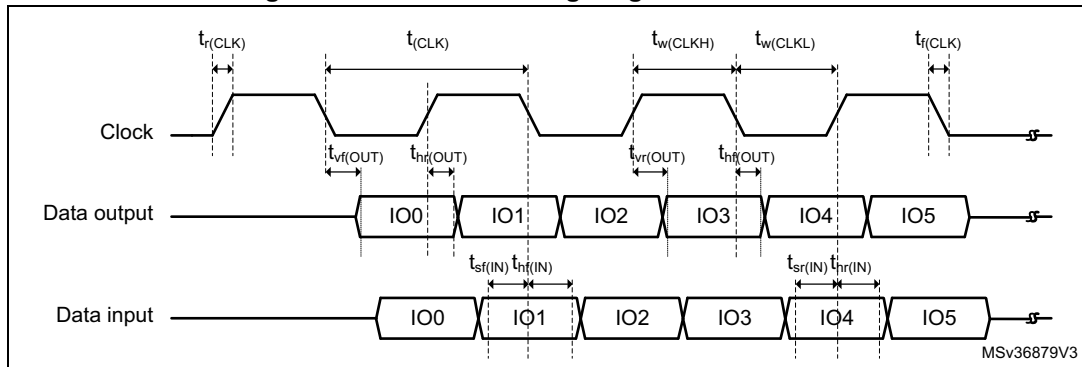 tr(CLK) t(CLK) tw(CLKH) tw(CLKL) tf(CLK)
Clock
tvf(OUT) thr(OUT) tvr(OUT) thf(OUT)
Data output IO0 IO1 IO2 IO3 IO4 IO5
tsf(IN) thf(IN) tsr(IN) thr(IN)
Data input IO0 IO1 IO2 IO3 IO4 IO5
MSv36879V3